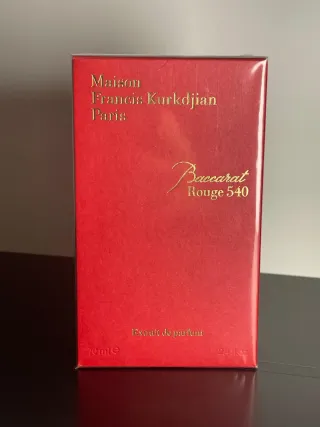 Maison
Francis Kurkdjian
Paris
Baccarat
Rouge 540
Extrait de parfum